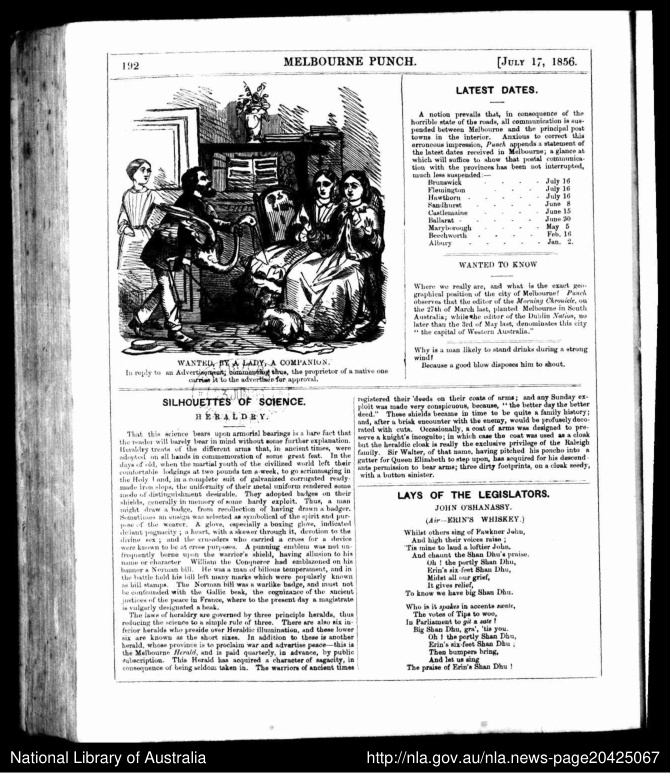 192
MELBOURNE PUNCH.
[JULY 17, 1856.
WANTED, BY A LADY, A COMPANION.
In reply to an Advertisement, commencing thus, the proprietor of a native one
carries it to the advertiser for approval.
LATEST DATES.
A notion prevails that, in consequence of the
horrible state of the roads, all communication is sus-
pended between Melbourne and the principal post
towns in the interior. Anxious to correct this
erroneous impression, Punch appends a statement of
the latest dates received in Melbourne; a glance at
which will suffice to show that postal communica-
tion with the provinces has been not interrupted,
much less suspended:—
Brunswick - - - - - July 16
Flemington - - - - - July 16
Hawthorn - - - - - July 16
Sandhurst - - - - - June 8
Castlemaine - - - - - June 15
Ballarat - - - - - June 30
Maryborough - - - - - May 5
Beechworth - - - - - Feb. 16
Albury - - - - - Jan. 2.
WANTED TO KNOW
Where we really are, and what is the exact geo-
graphical position of the city of Melbourne? Punch
observes that the editor of the Morning Chronicle, on
the 27th of March last, planted Melbourne in South
Australia; while the editor of the Dublin Nation, no
later than the 3rd of May last, denominates this city
"the capital of Western Australia."
Why is a man likely to stand drinks during a strong
wind?
Because a good blow disposes him to shout.
SILHOUETTES OF SCIENCE.
HERALDRY.
That this science bears upon armorial bearings is a bare fact that
the reader will barely bear in mind without some further explanation.
Heraldry treats of the different arms that, in ancient times, were
adopted on all hands in commemoration of some great feat. In the
days of old, when the martial youth of the civilized world left their
comfortable lodgings at two pounds ten a-week, to go scrimmaging in
the Holy Land, in a complete suit of galvanized corrugated ready-
made iron slops, the uniformity of their metal uniform rendered some
mode of distinguishment desirable. They adopted badges on their
shields, generally in memory of some hardy exploit. Thus, a man
might draw a badge, from recollection of having drawn a badger.
Sometimes an ensign was selected as symbolical of the spirit and pur-
pose of the wearer. A glove, especially a boxing glove, indicated
defiant pugnacity; a heart, with a skewer through it, devotion to the
divine sex; and the crusaders who carried a cross for a device
were known to be at cross purposes. A punning emblem was not un-
frequently borne upon the warrior's shield, having allusion to his
name or character William the Conqueror had emblazoned on his
banner a Norman bill. He was a man of bilious temperament, and in
the battle field his bill left many marks which were popularly known
as bill stamps. The Norman bill was a warlike badge, and must not
be confounded with the Gallic beak, the cognizance of the ancient
justices of the peace in France, where to the present day a magistrate
is vulgarly designated a beak.
The laws of heraldry are governed by three principle heralds, thus
reducing the science to a simple rule of three. There are also six in-
ferior heralds who preside over Heraldic illumination, and these lower
six are known as the short sizes. In addition to these is another
herald, whose province is to proclaim war and advertise peace—this is
the Melbourne Herald, and is paid quarterly, in advance, by public
subscription. This Herald has acquired a character of sagacity, in
consequence of being seldom taken in. The warriors of ancient times
registered their deeds on their coats of arms; and any Sunday ex-
ploit was made very conspicuous, because, "the better day the better
deed." These shields became in time to be quite a family history;
and, after a brisk encounter with the enemy, would be profusely deco-
rated with cuts. Occasionally, a coat of arms was designed to pre-
serve a knight's incognito; in which case the coat was used as a cloak
but the heraldic cloak is really the exclusive privilege of the Raleigh
family. Sir Walter, of that name, having pitched his poncho into a
gutter for Queen Elizabeth to step upon, has acquired for his descend-
ants permission to bear arms; three dirty footprints, on a cloak seedy,
with a button sinister.
LAYS OF THE LEGISLATORS.
JOHN O'SHANASSY.
(Air—ERIN'S WHISKEY.)
Whilst others sing of Fawkner John,
And high their voices raise;
'Tis mine to laud a loftier John,
And chaunt the Shan Dhu's praise.
Oh! the portly Shan Dhu,
Erin's six-feet Shan Dhu,
Midst all our grief,
It gives relief,
To know we have big Shan Dhu.
Who is it spakes in accents swate,
The votes of Tips to woo,
In Parliament to git a sate?
Big Shan Dhu, gra', 'tis you.
Oh! the portly Shan Dhu,
Erin's six-feet Shan Dhu;
Then bumpers bring,
And let us sing
The praise of Erin's Shan Dhu!
National Library of Australia
http://nla.gov.au/nla.news-page20425067